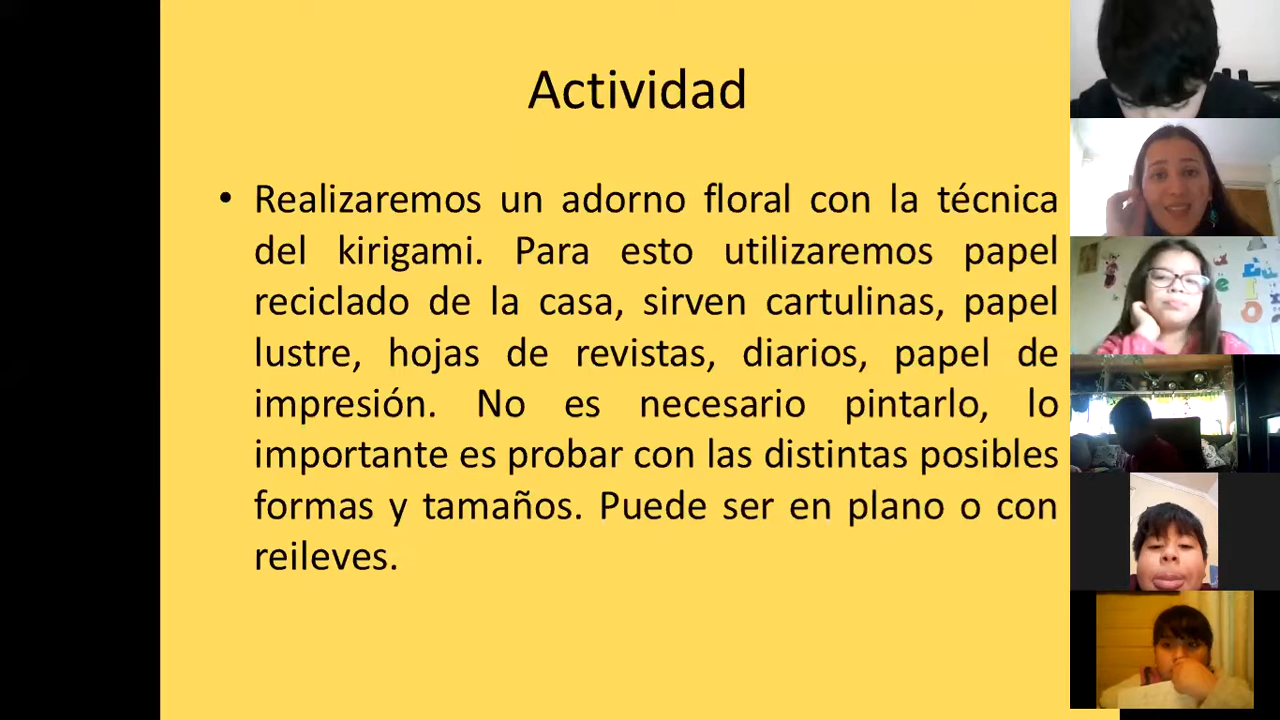 Actividad
• Realizaremos un adorno floral con la técnica
del kirigami. Para esto utilizaremos papel
reciclado de la casa, sirven cartulinas, papel
lustre, hojas de revistas, diarios, papel de
impresión. No es necesario pintarlo, lo
importante es probar con las distintas posibles
formas y tamaños. Puede ser en plano o con
reileves.